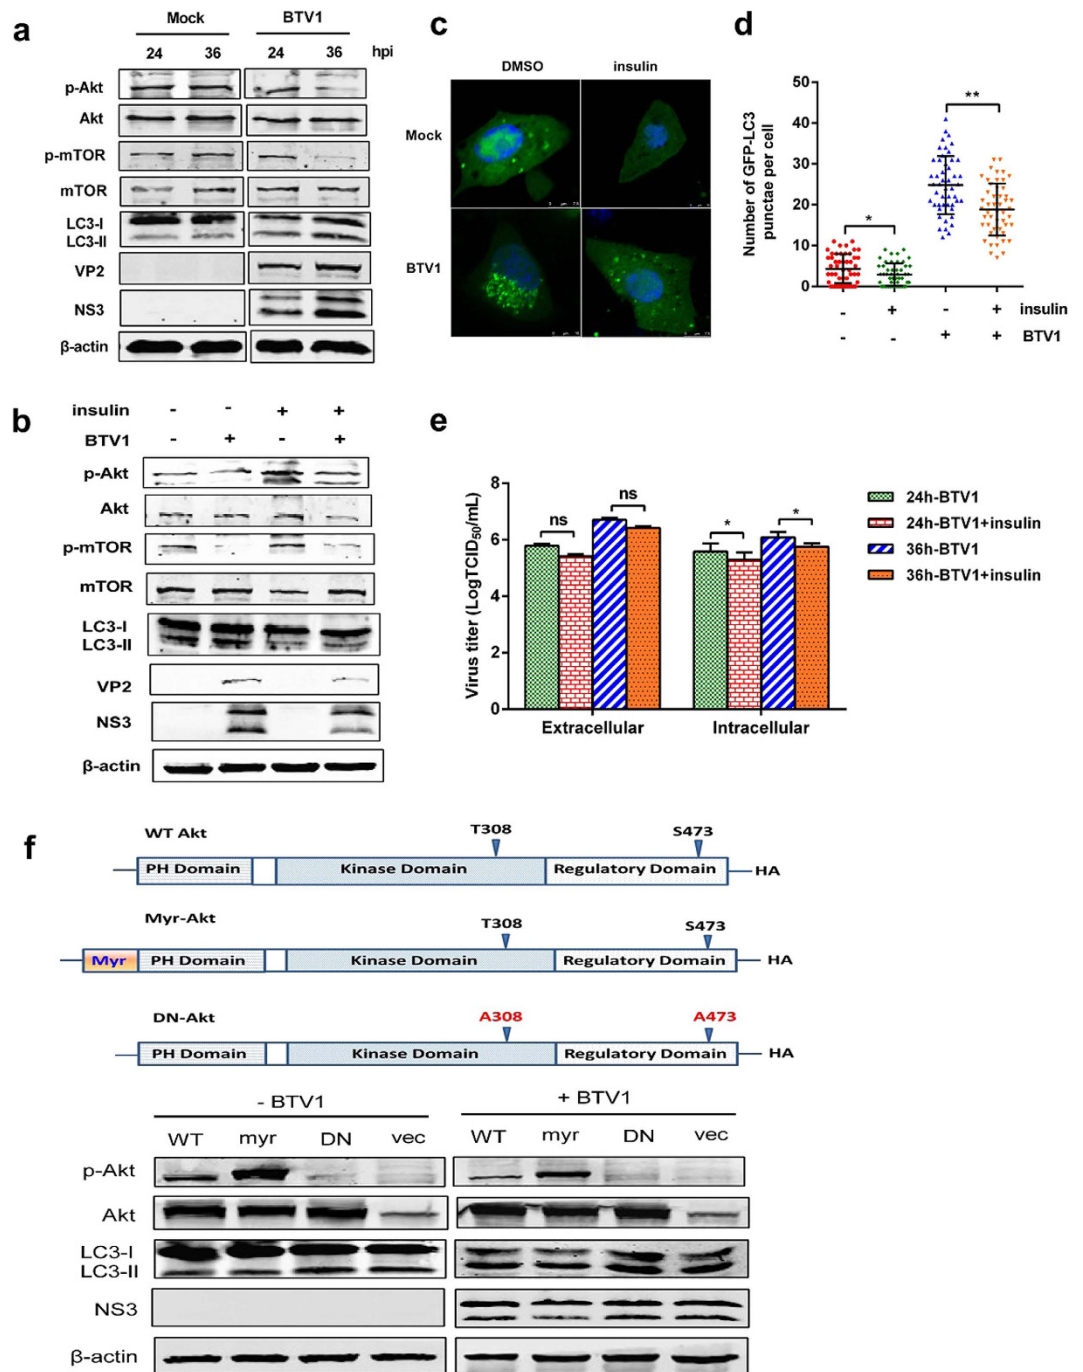 a
Mock
BTV1
24
36
24
36
hpi
p-Akt
Akt
p-mTOR
mTOR
LC3-I
LC3-II
VP2
NS3
β-actin
b
insulin - - + +
BTV1 - + - +
p-Akt
Akt
p-mTOR
mTOR
LC3-I
LC3-II
VP2
NS3
β-actin
c
DMSO
insulin
Mock
BTV1
d
Number of GFP-LC3
punctae per cell
50
40
30
20
10
0
*
**
- + - + insulin
- - + + BTV1
e
Virus titer (LogTCID50/mL)
8
6
4
2
0
ns
ns
*
*
Extracellular
Intracellular
24h-BTV1
24h-BTV1+insulin
36h-BTV1
36h-BTV1+insulin
f
WT Akt
T308
S473
PH Domain
Kinase Domain
Regulatory Domain
HA
Myr-Akt
T308
S473
Myr
PH Domain
Kinase Domain
Regulatory Domain
HA
DN-Akt
A308
A473
PH Domain
Kinase Domain
Regulatory Domain
HA
- BTV1
+ BTV1
WT myr DN vec
WT myr DN vec
p-Akt
Akt
LC3-I
LC3-II
NS3
β-actin